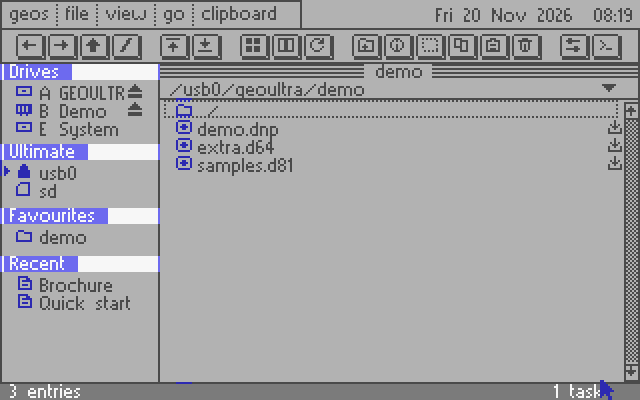 geos file view go clipboard Fri 20 Nov 2026 08:19
demo
/usb0/geoultra/demo
Drives
A GEOULTR
B Demo
E System
Ultimate
usb0
sd
Favourites
demo
Recent
Brochure
Quick start
../
demo.dnp
extra.d64
samples.d81
3 entries 1 task